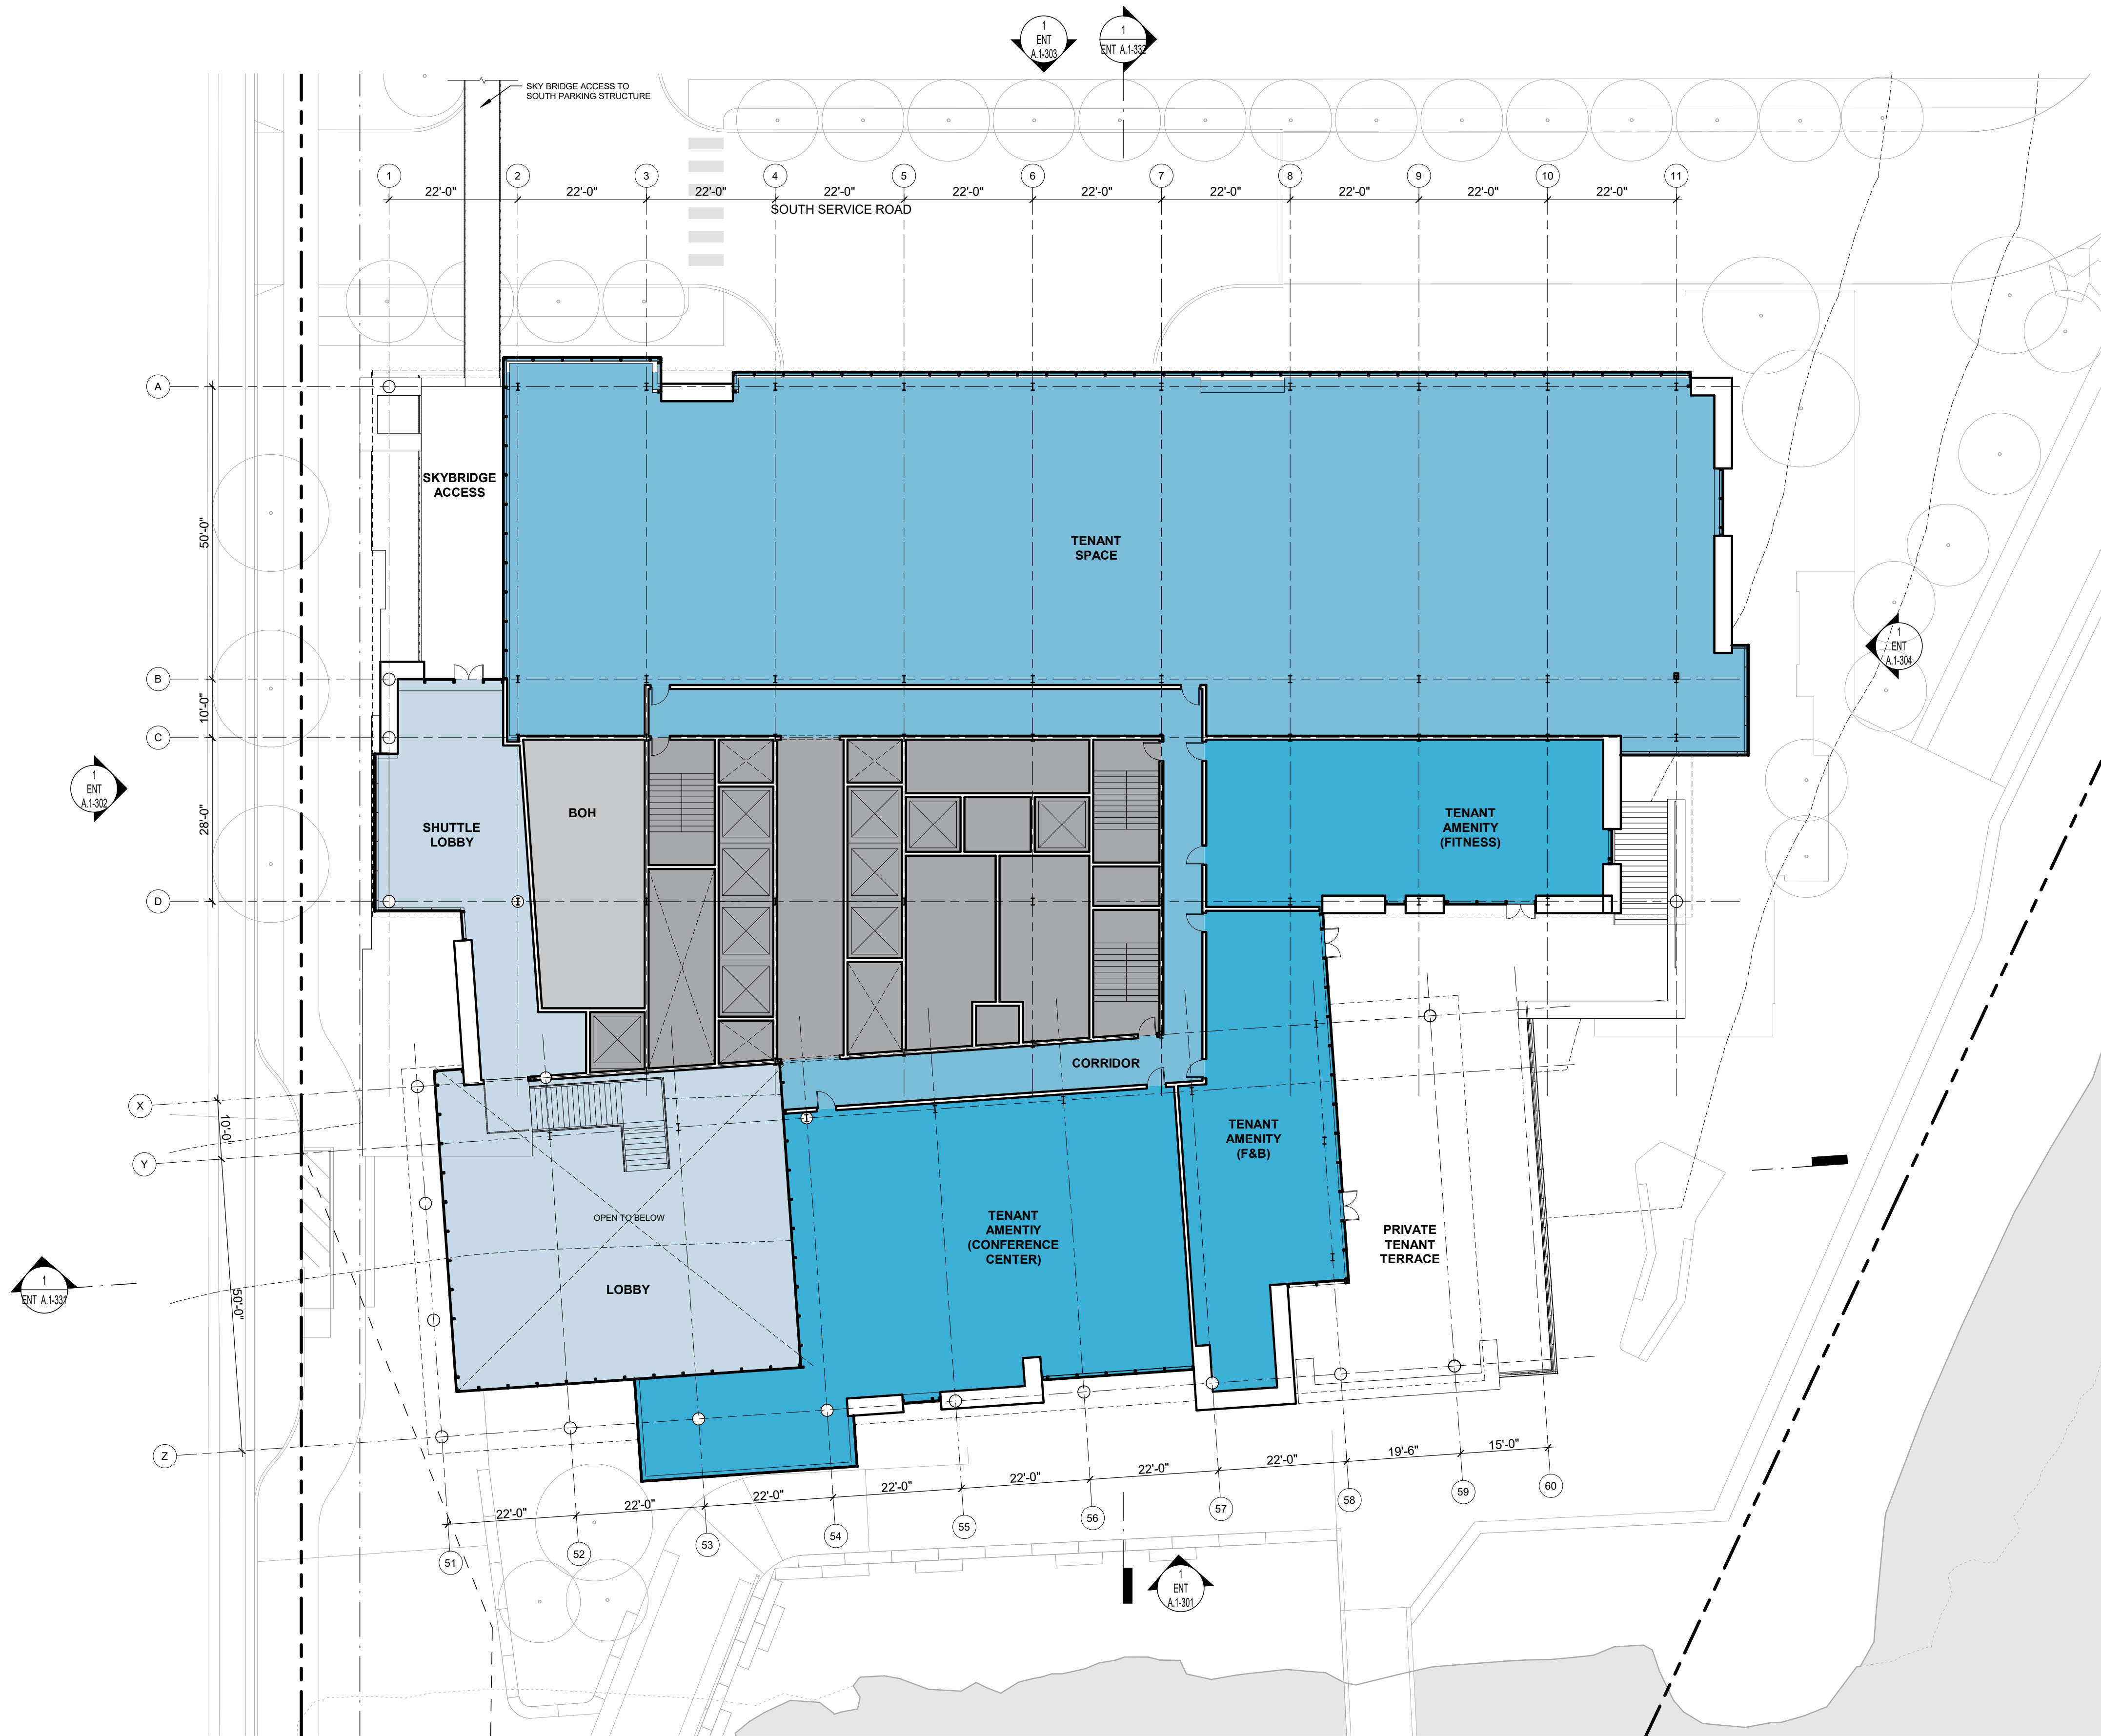 1
ENT
A.1-303
1
ENT A.1-332
SKY BRIDGE ACCESS TO
SOUTH PARKING STRUCTURE
1 2 3 4 5 6 7 8 9 10 11
22'-0" 22'-0" 22'-0" 22'-0" 22'-0" 22'-0" 22'-0" 22'-0" 22'-0" 22'-0"
SOUTH SERVICE ROAD
A
SKYBRIDGE
ACCESS
50'-0"
TENANT
SPACE
1
ENT
A.1-304
B
10'-0"
C
1
ENT
A.1-302
28'-0"
SHUTTLE
LOBBY
BOH
TENANT
AMENITY
(FITNESS)
D
CORRIDOR
X
10'-0"
Y
TENANT
AMENITY
(F&B)
OPEN TO BELOW
TENANT
AMENTIY
(CONFERENCE
CENTER)
PRIVATE
TENANT
TERRACE
1
ENT A.1-331
LOBBY
50'-0"
Z
22'-0" 22'-0" 22'-0" 22'-0" 22'-0" 22'-0" 22'-0" 19'-6" 15'-0"
51 52 53 54 55 56 57 58 59 60
1
ENT
A.1-301